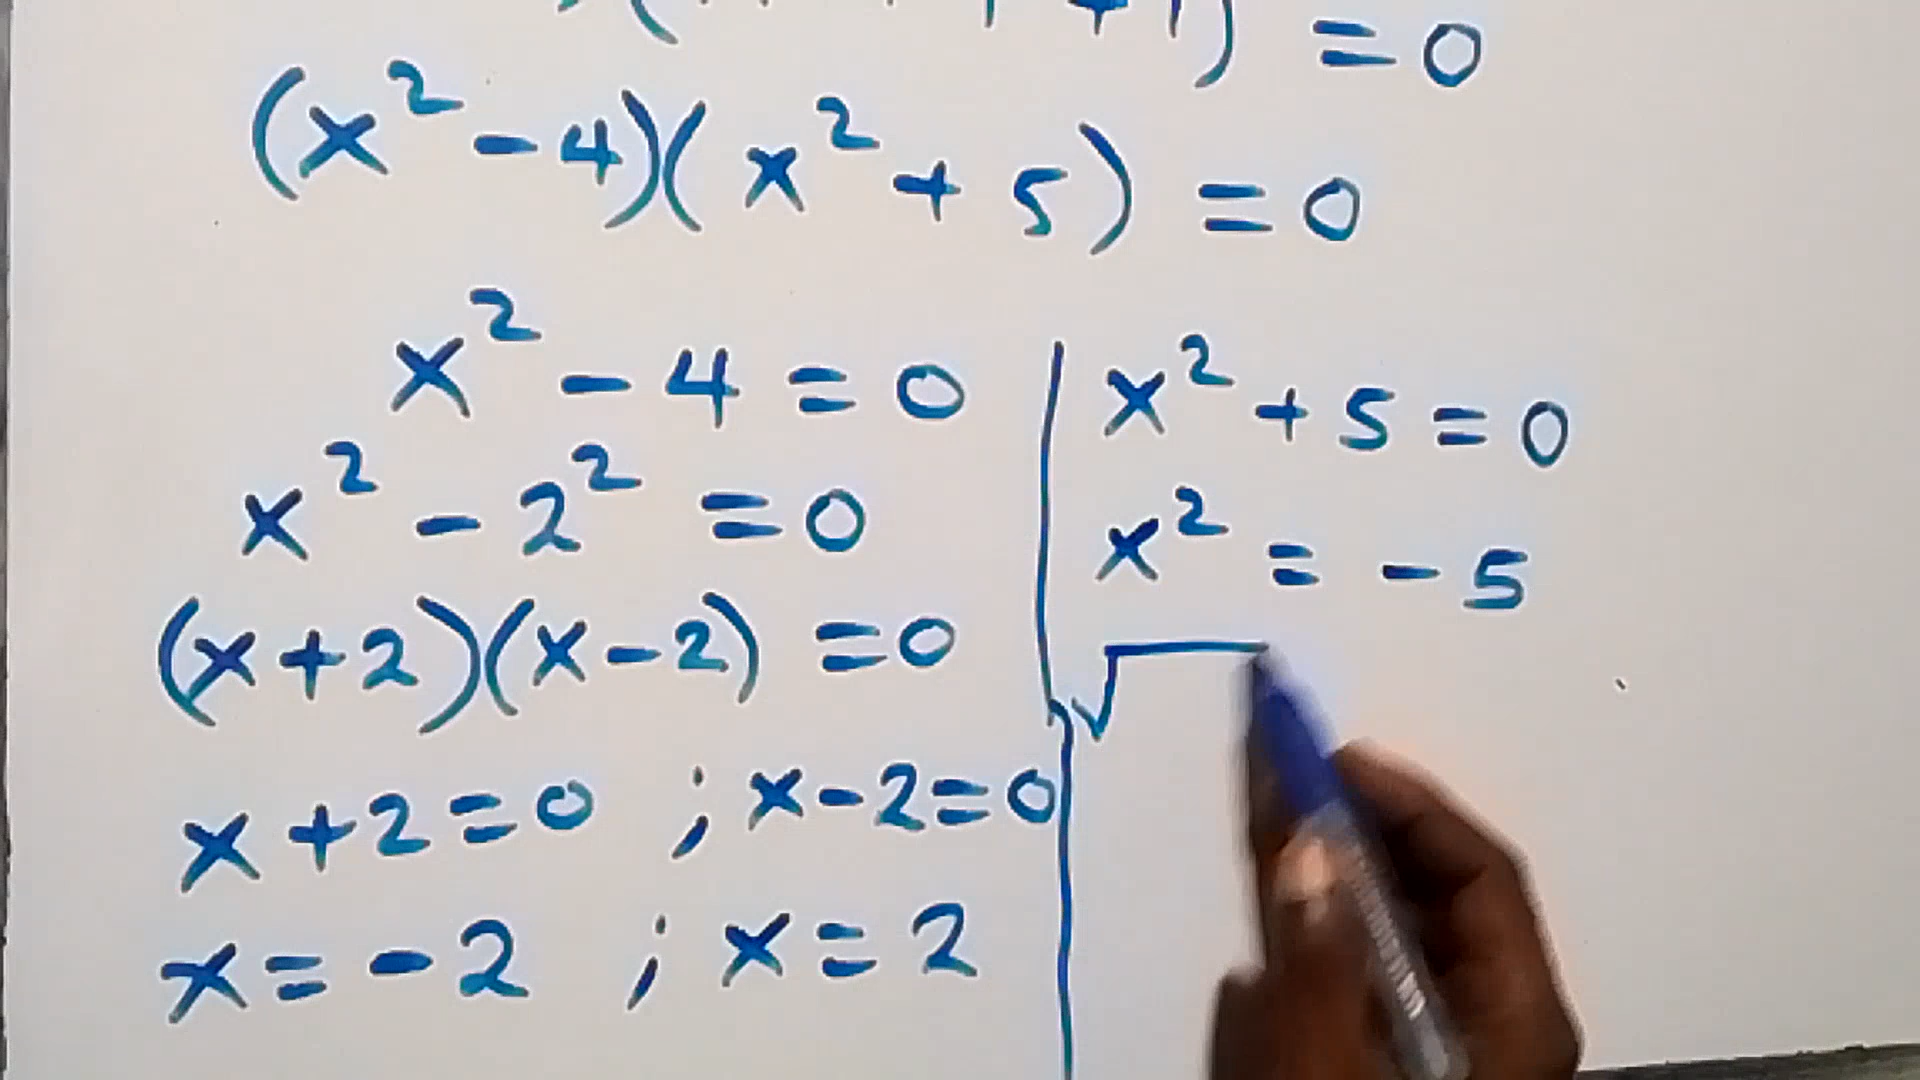 = 0
(x² - 4)(x² + 5) = 0
x² - 4 = 0
x² - 2² = 0
(x + 2)(x - 2) = 0
x + 2 = 0 ; x - 2 = 0
x = - 2 ; x = 2
x² + 5 = 0
x² = - 5
√